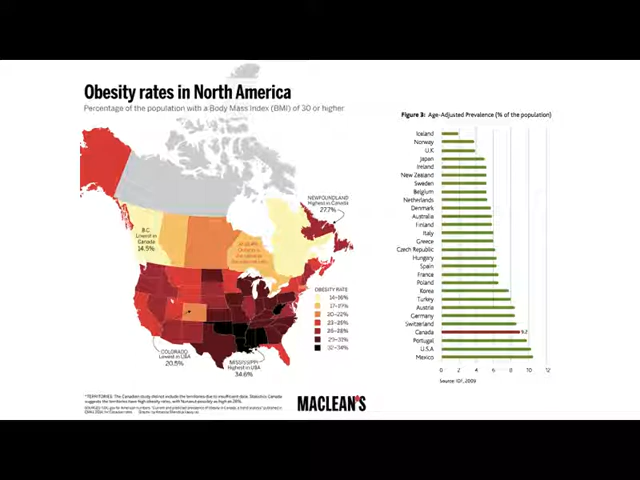 Obesity rates in North America
Percentage of the population with a Body Mass Index (BMI) of 30 or higher
NEWFOUNDLAND
Highest in Canada
27.7%
B.C.
Lowest in
Canada
14.5%
OBESITY RATE
14-16%
17-19%
20-22%
23-25%
26-28%
29-31%
32-34%
COLORADO
Lowest in USA
20.5%
MISSISSIPPI
Highest in USA
34.6%
MACLEAN'S
Figure 3: Age-Adjusted Prevalence (% of the population)
Iceland
Norway
U.K
Japan
Ireland
New Zealand
Sweden
Belgium
Netherlands
Denmark
Australia
Finland
Italy
Greece
Czech Republic
Hungary
Spain
France
Poland
Korea
Turkey
Austria
Germany
Switzerland
Canada 9.2
Portugal
U.S.A
Mexico
0 2 4 6 8 10 12
Source: IDF, 2009